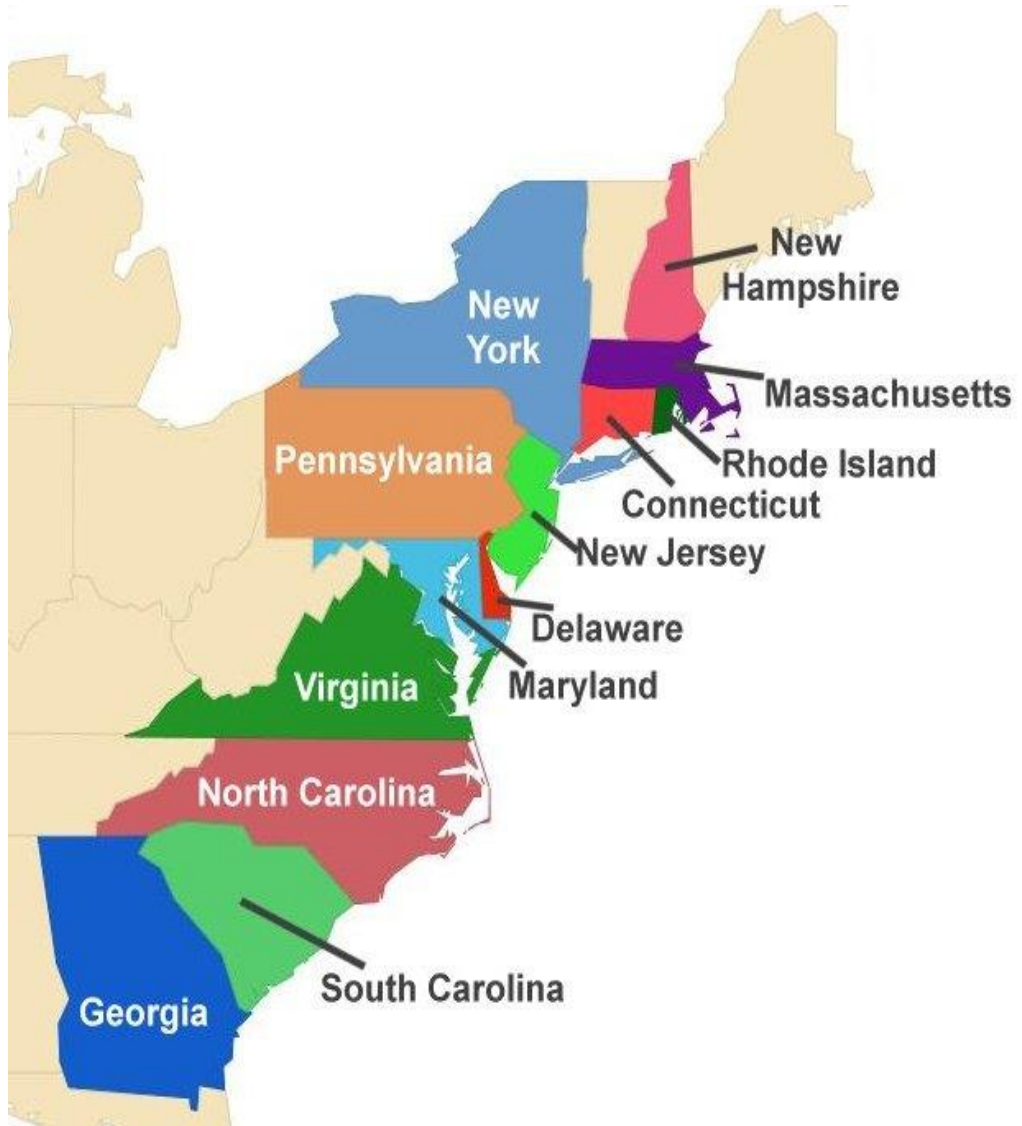 New
Hampshire
New
York
Massachusetts
Pennsylvania
Rhode Island
Connecticut
New Jersey
Delaware
Virginia
Maryland
North Carolina
South Carolina
Georgia